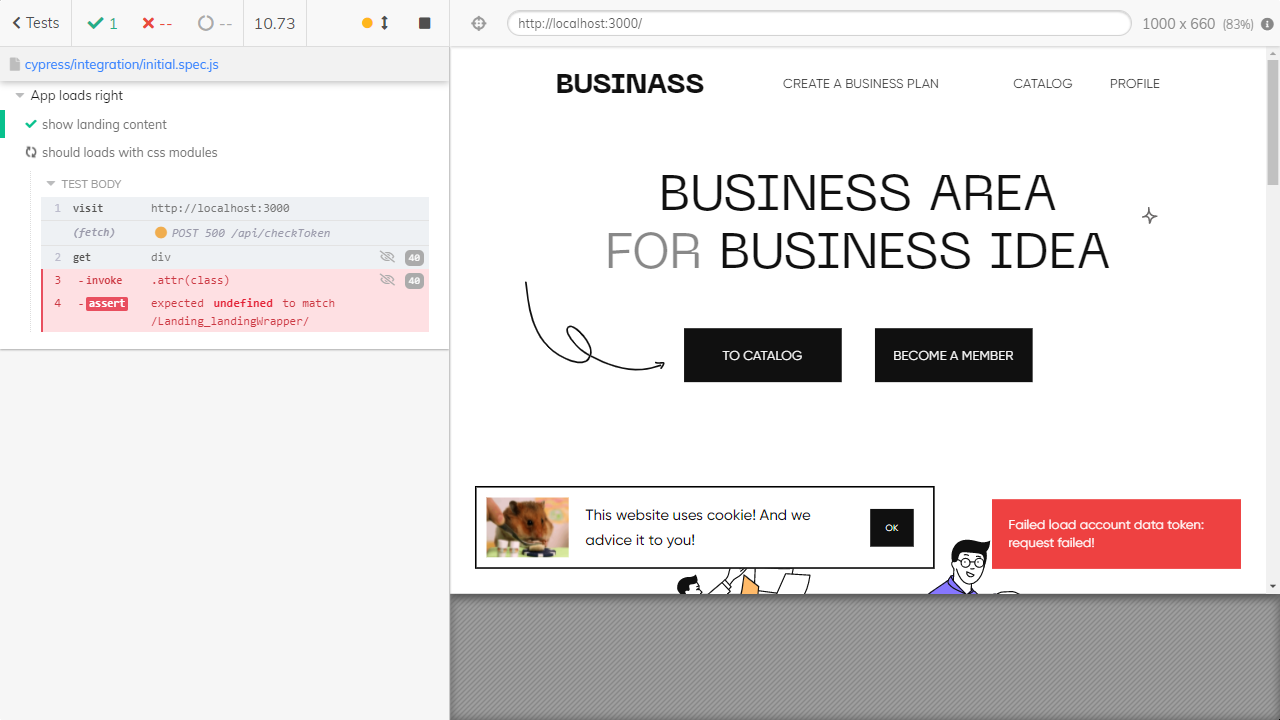 Tests 1 -- -- 10.73
http://localhost:3000/ 1000 x 660 (83%)
cypress/integration/initial.spec.js
App loads right
show landing content
should loads with css modules
TEST BODY
1 visit http://localhost:3000
(fetch) POST 500 /api/checkToken
2 get div 40
3 -invoke .attr(class) 40
4 -assert expected undefined to match
/Landing_landingWrapper/
BUSINASS CREATE A BUSINESS PLAN CATALOG PROFILE
BUSINESS AREA
FOR BUSINESS IDEA
TO CATALOG BECOME A MEMBER
This website uses cookie! And we
advice it to you!
OK
Failed load account data token:
request failed!